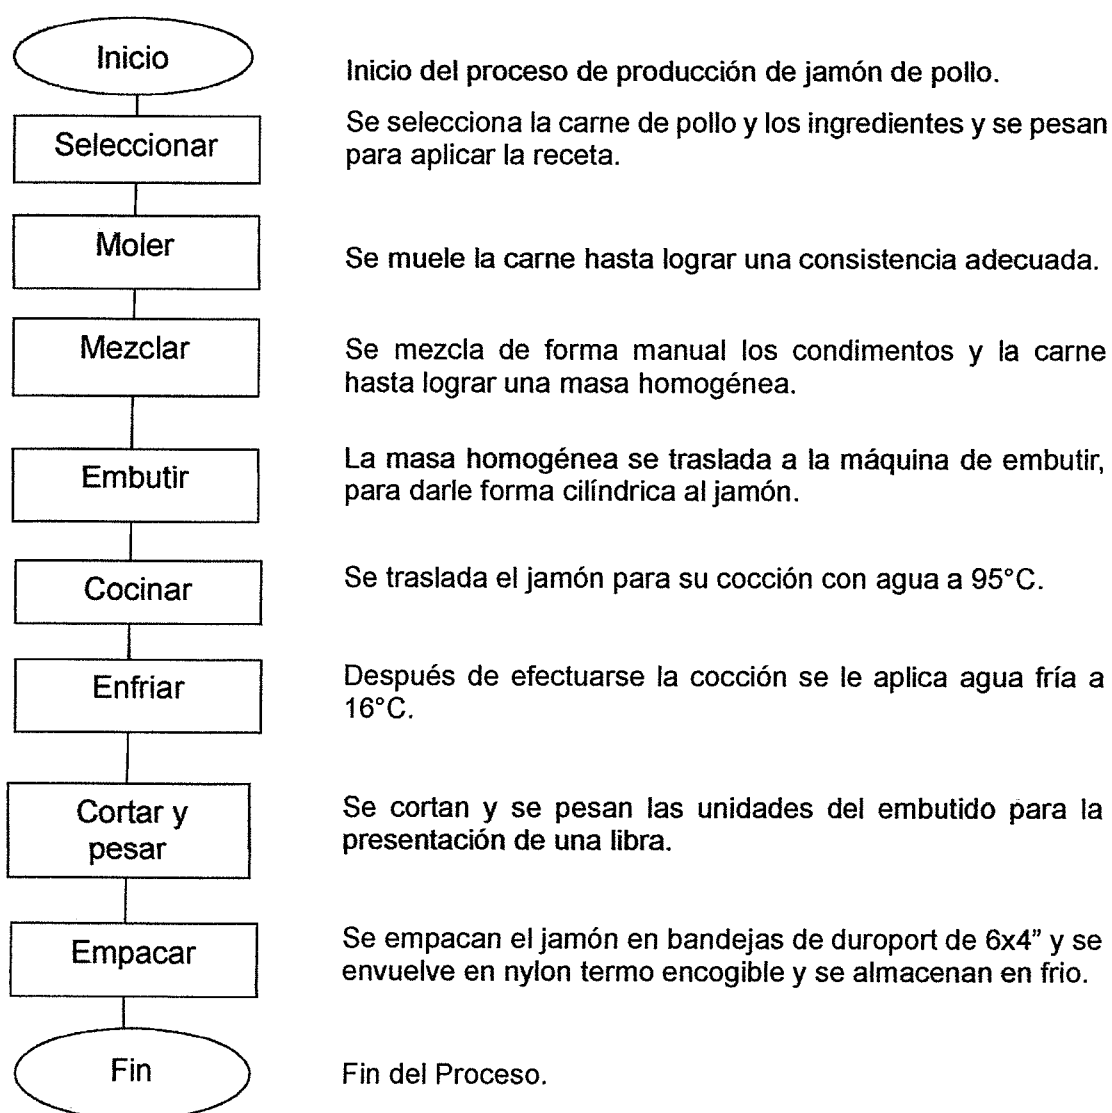 Inicio
Inicio del proceso de producción de jamón de pollo.
Seleccionar
Se selecciona la carne de pollo y los ingredientes y se pesan
para aplicar la receta.
Moler
Se muele la carne hasta lograr una consistencia adecuada.
Mezclar
Se mezcla de forma manual los condimentos y la carne
hasta lograr una masa homogénea.
Embutir
La masa homogénea se traslada a la máquina de embutir,
para darle forma cilíndrica al jamón.
Cocinar
Se traslada el jamón para su cocción con agua a 95°C.
Enfriar
Después de efectuarse la cocción se le aplica agua fría a
16°C.
Cortar y
pesar
Se cortan y se pesan las unidades del embutido para la
presentación de una libra.
Empacar
Se empacan el jamón en bandejas de duroport de 6x4” y se
envuelve en nylon termo encogible y se almacenan en frio.
Fin
Fin del Proceso.